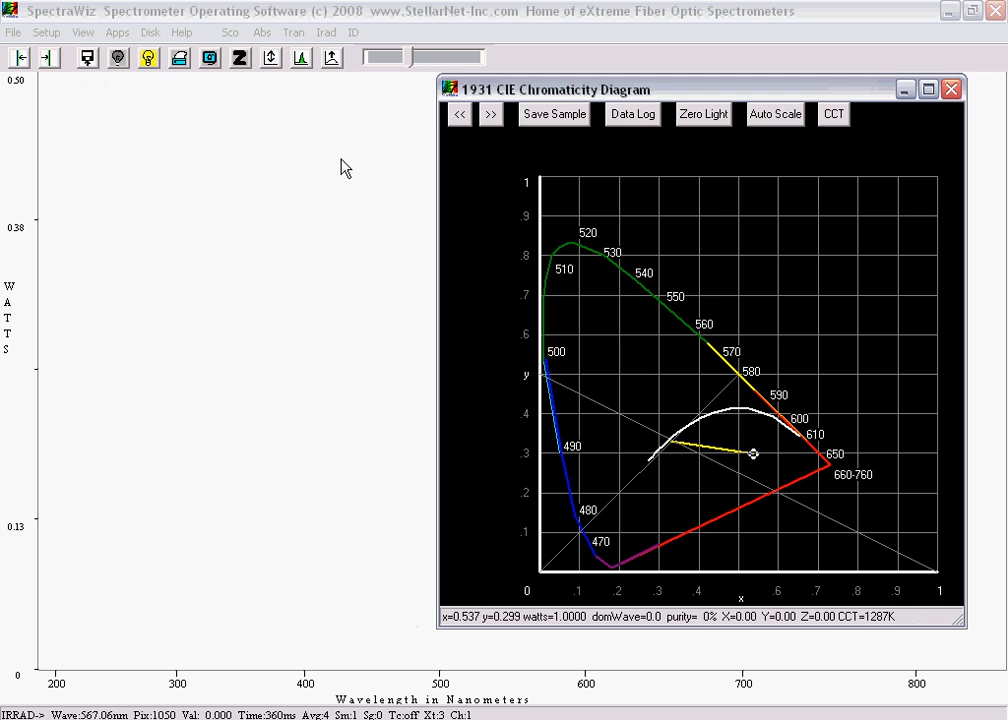 SpectraWiz Spectrometer Operating Software (c) 2008 www.StellarNet-Inc.com Home of eXtreme Fiber Optic Spectrometers
File Setup View Apps Disk Help Sco Abs Tran Irad ID
Z
0.50
0.38
WATTS
0.13
0
200 300 400 500 600 700 800
Wavelength in Nanometers
IRRAD-> Wave:567.06nm Pix:1050 Val: 0.000 Time:360ms Avg:4 Sm:1 Sg:0 Tc:off Xt:3 Ch:1
1931 CIE Chromaticity Diagram
<< >> Save Sample Data Log Zero Light Auto Scale CCT
1
.9
.8
.7
.6
y
.4
.3
.2
.1
520
530
510
540
550
560
500
570
580
590
600
610
490
650
660-760
480
470
0 .1 .2 .3 .4 .6 .7 .8 .9 1
x
x=0.537 y=0.299 watts=1.0000 domWave=0.0 purity= 0% X=0.00 Y=0.00 Z=0.00 CCT=1287K